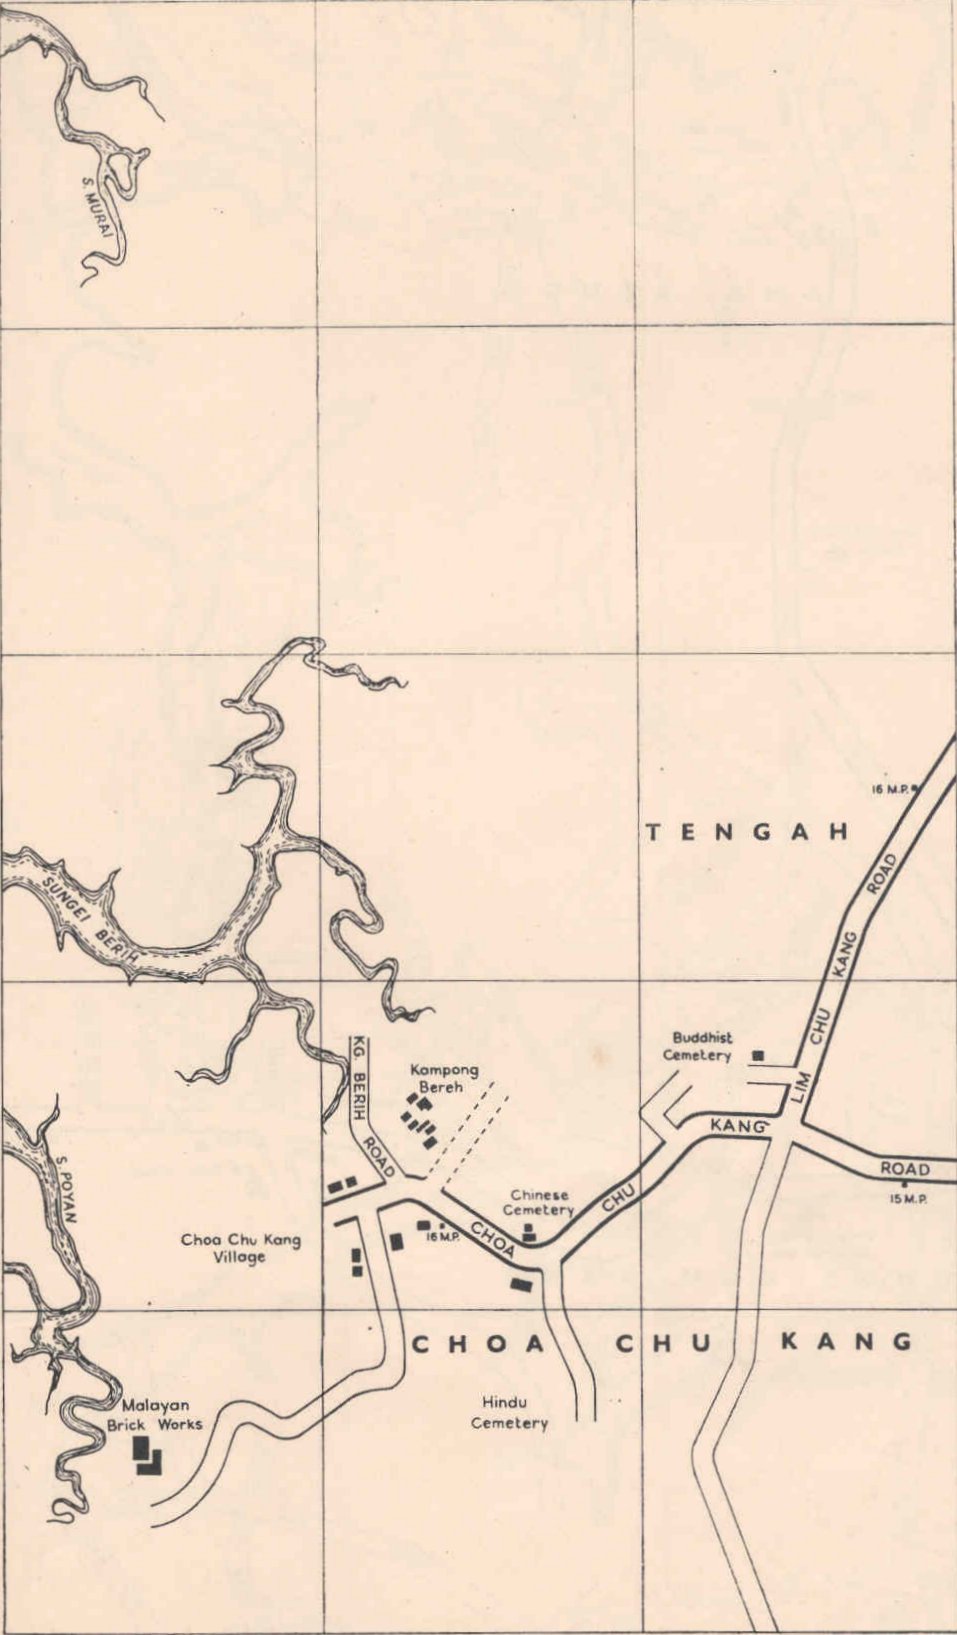 S. MURAI
16 M.P.
TENGAH
LIM CHU KANG ROAD
SUNGEI BERIH
Buddhist
Cemetery
KG. BERIH ROAD
Kampong
Bereh
S. POYAN
CHOA CHU KANG ROAD
15 M.P.
Chinese
Cemetery
16 M.P.
Choa Chu Kang
Village
CHOA CHU KANG
Hindu
Cemetery
Malayan
Brick Works